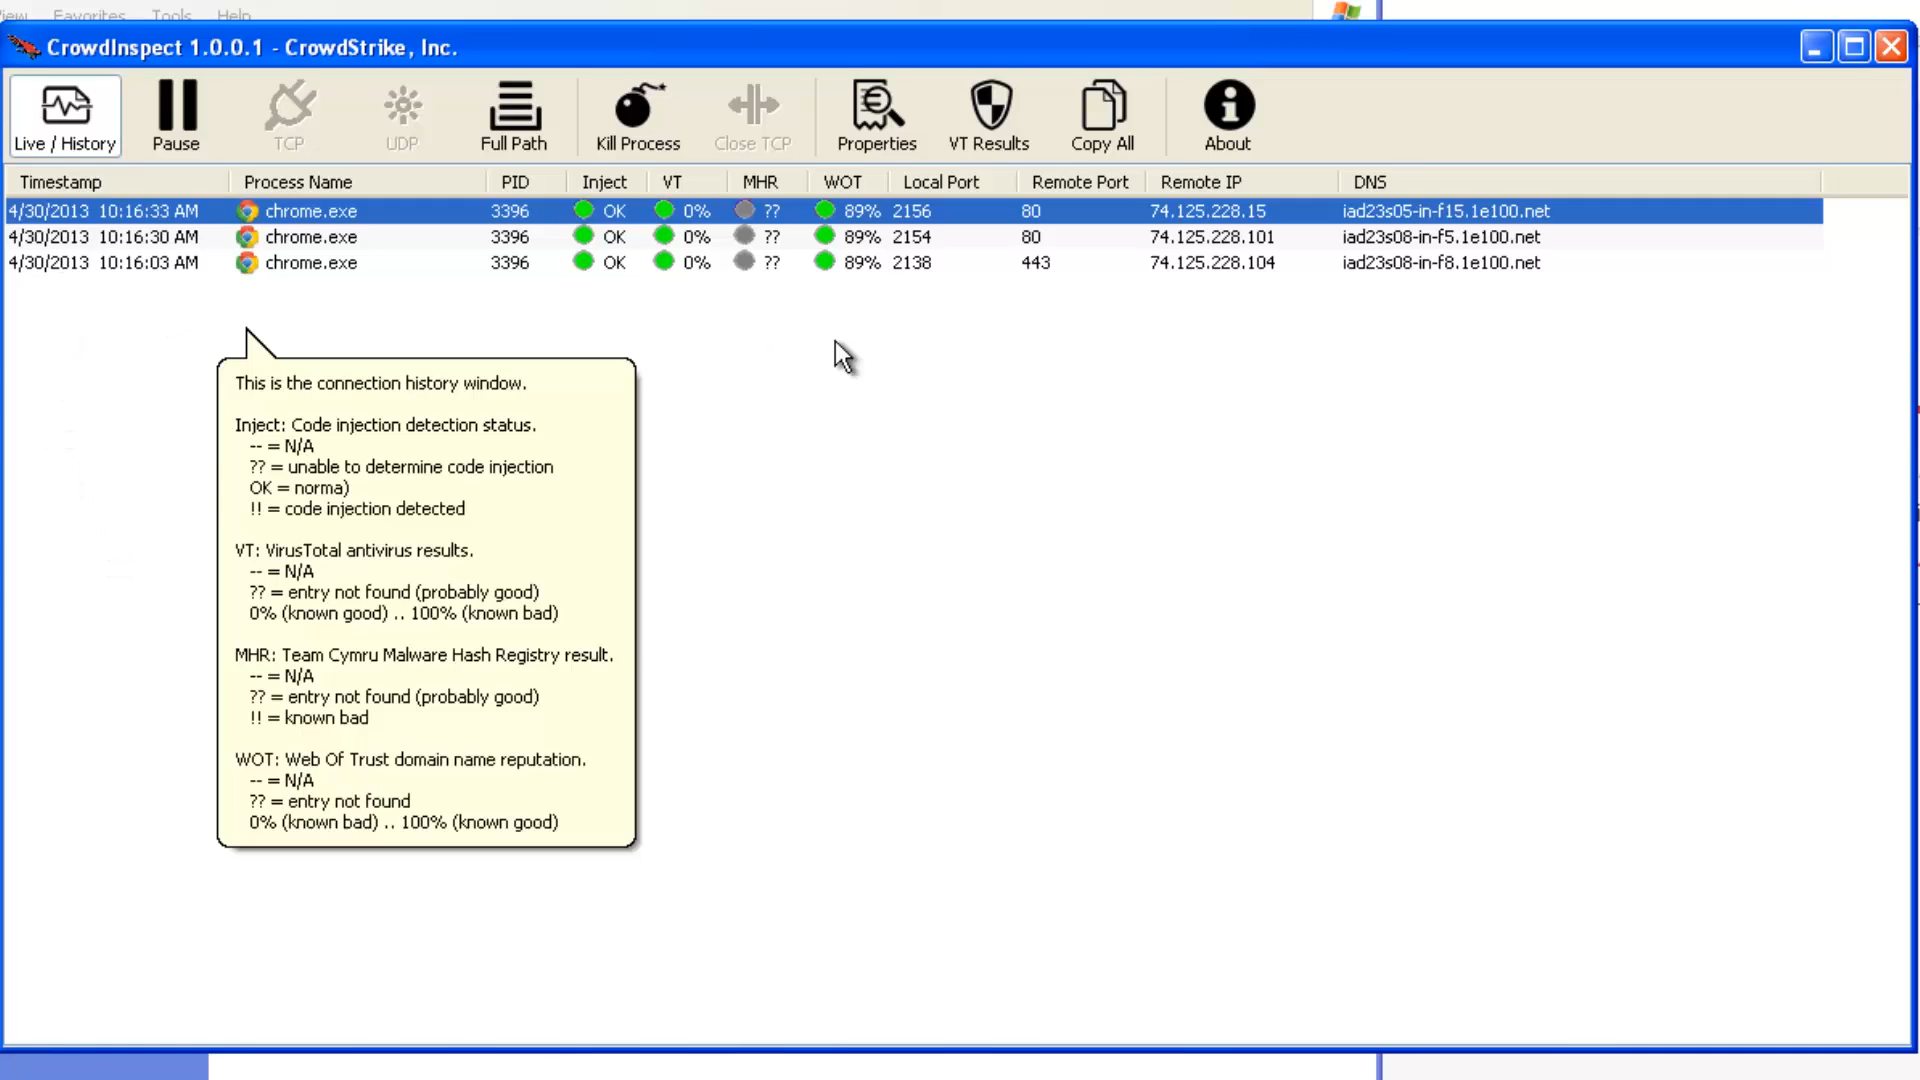 View Favorites Tools Help
CrowdInspect 1.0.0.1 - CrowdStrike, Inc.
Live / History Pause TCP UDP Full Path Kill Process Close TCP Properties VT Results Copy All About
Timestamp Process Name PID Inject VT MHR WOT Local Port Remote Port Remote IP DNS
4/30/2013 10:16:33 AM chrome.exe 3396 OK 0% ?? 89% 2156 80 74.125.228.15 iad23s05-in-f15.1e100.net
4/30/2013 10:16:30 AM chrome.exe 3396 OK 0% ?? 89% 2154 80 74.125.228.101 iad23s08-in-f5.1e100.net
4/30/2013 10:16:03 AM chrome.exe 3396 OK 0% ?? 89% 2138 443 74.125.228.104 iad23s08-in-f8.1e100.net
This is the connection history window.
Inject: Code injection detection status.
-- = N/A
?? = unable to determine code injection
OK = norma)
!! = code injection detected
VT: VirusTotal antivirus results.
-- = N/A
?? = entry not found (probably good)
0% (known good) .. 100% (known bad)
MHR: Team Cymru Malware Hash Registry result.
-- = N/A
?? = entry not found (probably good)
!! = known bad
WOT: Web Of Trust domain name reputation.
-- = N/A
?? = entry not found
0% (known bad) .. 100% (known good)